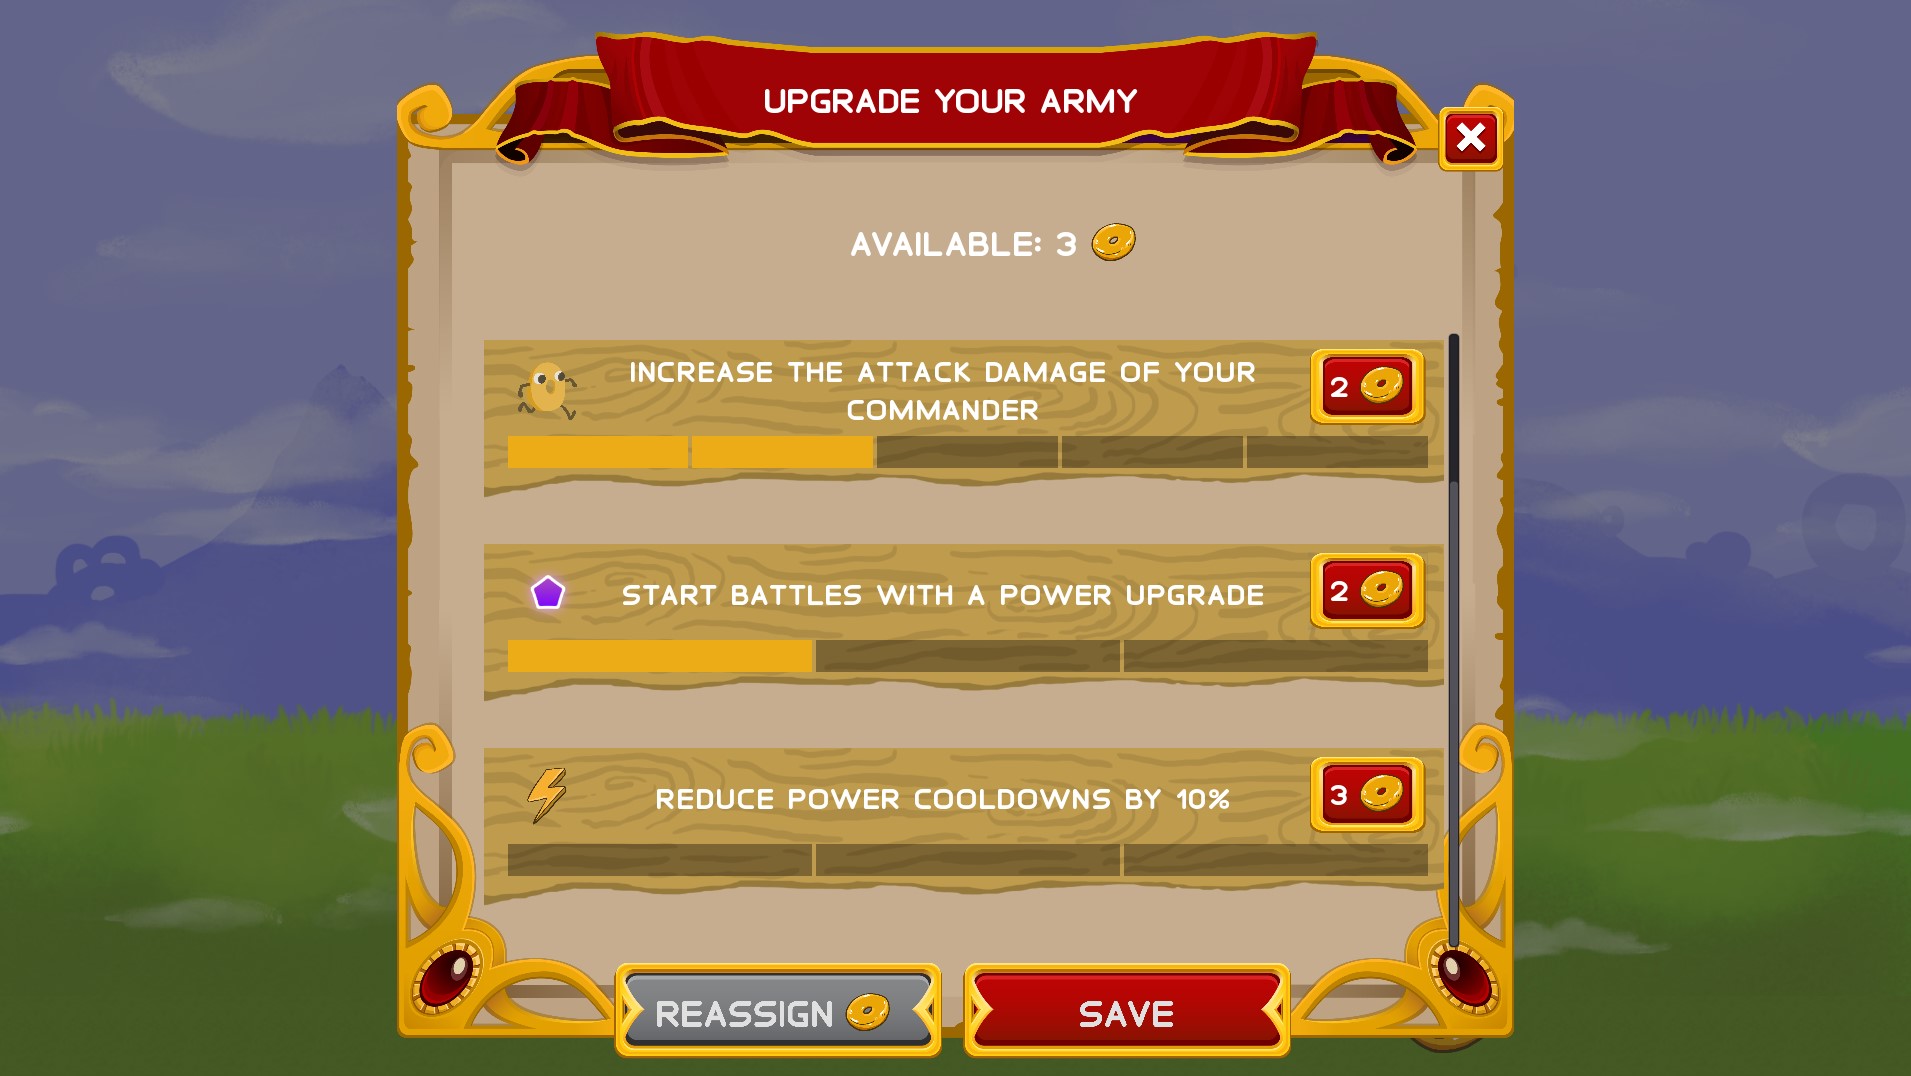 UPGRADE YOUR ARMY
AVAILABLE: 3
INCREASE THE ATTACK DAMAGE OF YOUR
COMMANDER
2
START BATTLES WITH A POWER UPGRADE
2
REDUCE POWER COOLDOWNS BY 10%
3
REASSIGN
SAVE